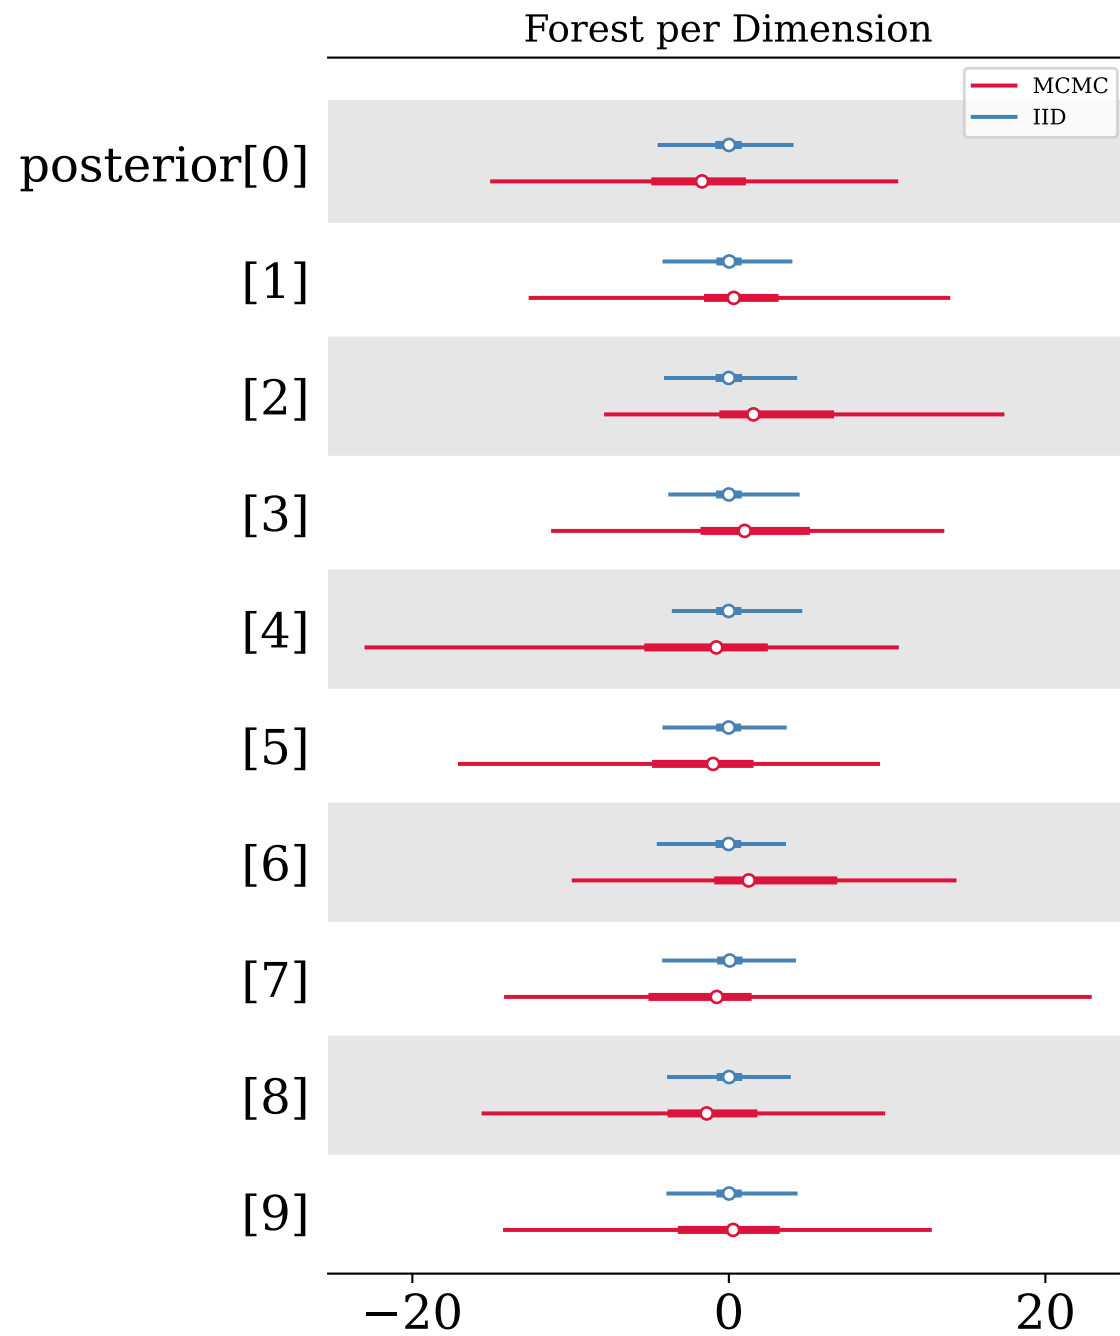 Forest per Dimension
MCMC
IID
posterior[0]
[1]
[2]
[3]
[4]
[5]
[6]
[7]
[8]
[9]
−20 0 20